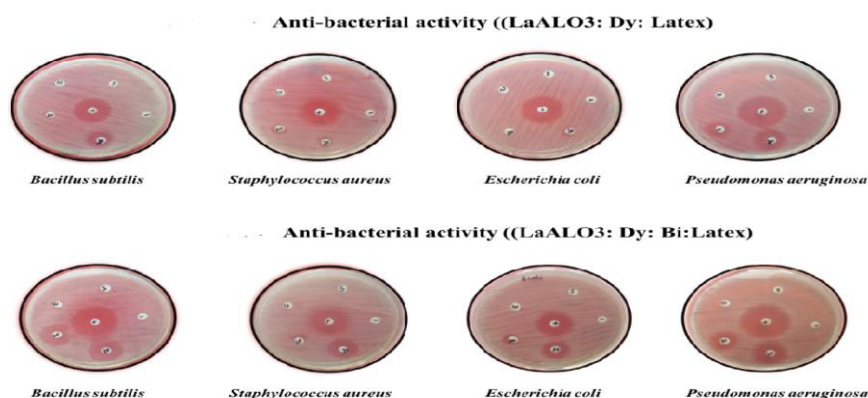 Anti-bacterial activity ((LaALO3: Dy: Latex)
Bacillus subtilis
Staphylococcus aureus
Escherichia coli
Pseudomonas aeruginosa
Anti-bacterial activity ((LaALO3: Dy: Bi:Latex)
Bacillus subtilis
Staphylococcus aureus
Escherichia coli
Pseudomonas aeruginosa